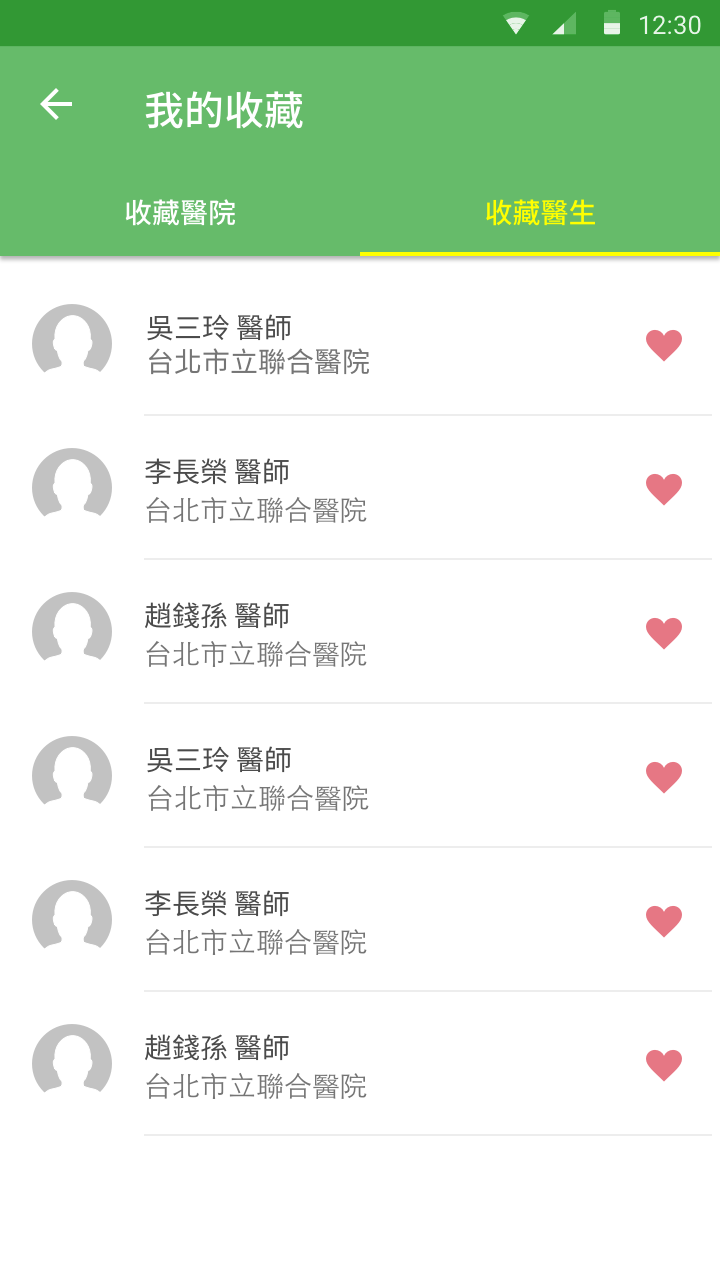 12:30
我的收藏
收藏醫院
收藏醫生
吳三玲 醫師
台北市立聯合醫院
李長榮 醫師
台北市立聯合醫院
趙錢孫 醫師
台北市立聯合醫院
吳三玲 醫師
台北市立聯合醫院
李長榮 醫師
台北市立聯合醫院
趙錢孫 醫師
台北市立聯合醫院